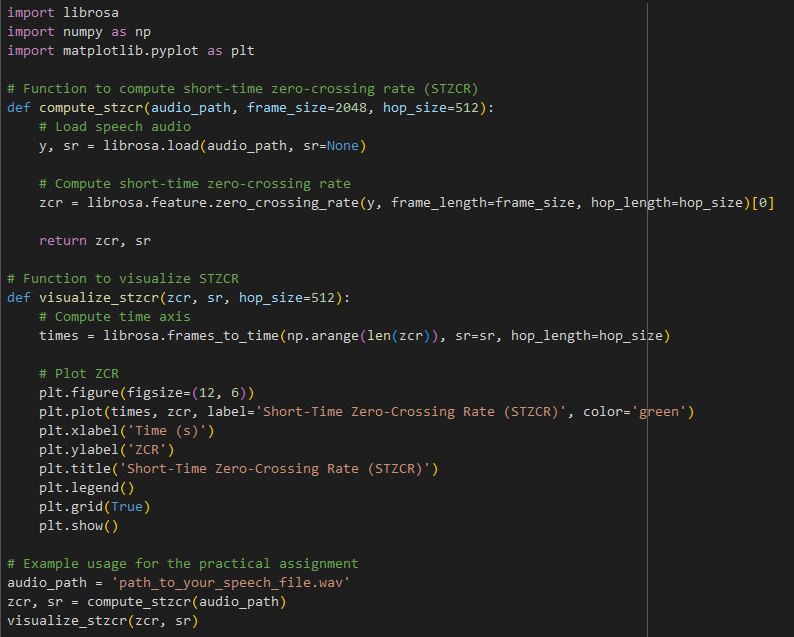 import librosa
import numpy as np
import matplotlib.pyplot as plt

# Function to compute short-time zero-crossing rate (STZCR)
def compute_stzcr(audio_path, frame_size=2048, hop_size=512):
    # Load speech audio
    y, sr = librosa.load(audio_path, sr=None)

    # Compute short-time zero-crossing rate
    zcr = librosa.feature.zero_crossing_rate(y, frame_length=frame_size, hop_length=hop_size)[0]

    return zcr, sr

# Function to visualize STZCR
def visualize_stzcr(zcr, sr, hop_size=512):
    # Compute time axis
    times = librosa.frames_to_time(np.arange(len(zcr)), sr=sr, hop_length=hop_size)

    # Plot ZCR
    plt.figure(figsize=(12, 6))
    plt.plot(times, zcr, label='Short-Time Zero-Crossing Rate (STZCR)', color='green')
    plt.xlabel('Time (s)')
    plt.ylabel('ZCR')
    plt.title('Short-Time Zero-Crossing Rate (STZCR)')
    plt.legend()
    plt.grid(True)
    plt.show()

# Example usage for the practical assignment
audio_path = 'path_to_your_speech_file.wav'
zcr, sr = compute_stzcr(audio_path)
visualize_stzcr(zcr, sr)